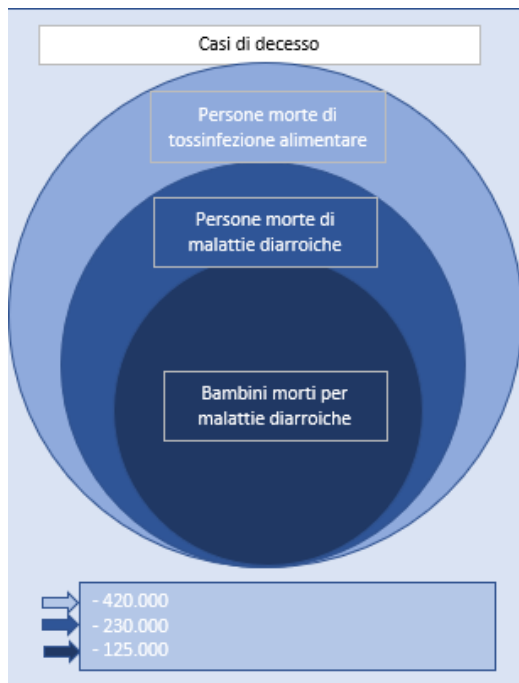 Casi di decesso
Persone morte di
tossinfezione alimentare
Persone morte di
malattie diarroiche
Bambini morti per
malattie diarroiche
- 420.000
- 230.000
- 125.000